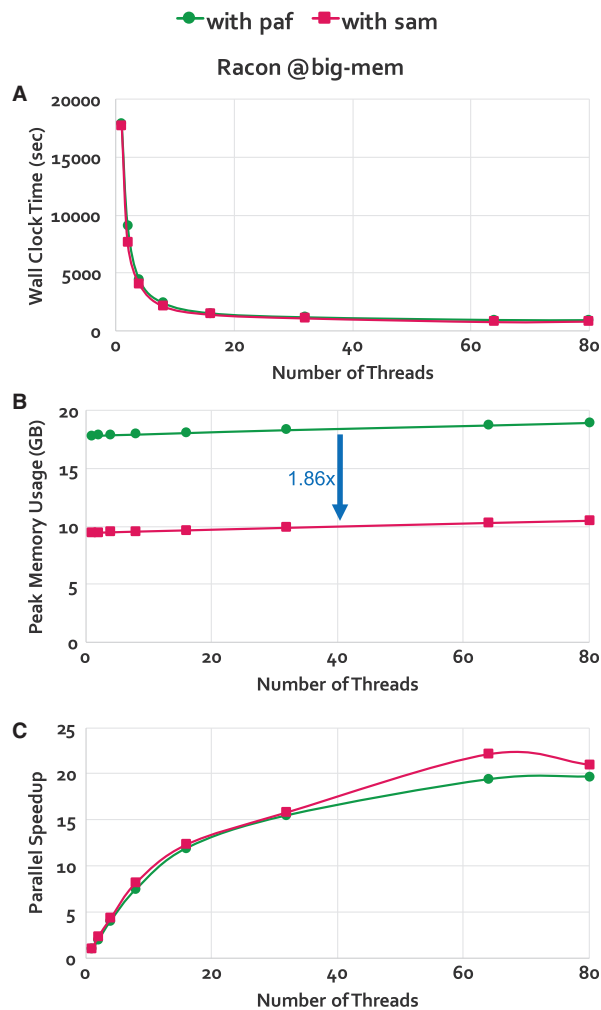 with paf with sam
Racon @big-mem
A
Wall Clock Time (sec)
20000
15000
10000
5000
0
0 20 40 60 80
Number of Threads
B
Peak Memory Usage (GB)
20
15
10
5
0
1.86x
0 20 40 60 80
Number of Threads
C
Parallel Speedup
25
20
15
10
5
0
0 20 40 60 80
Number of Threads